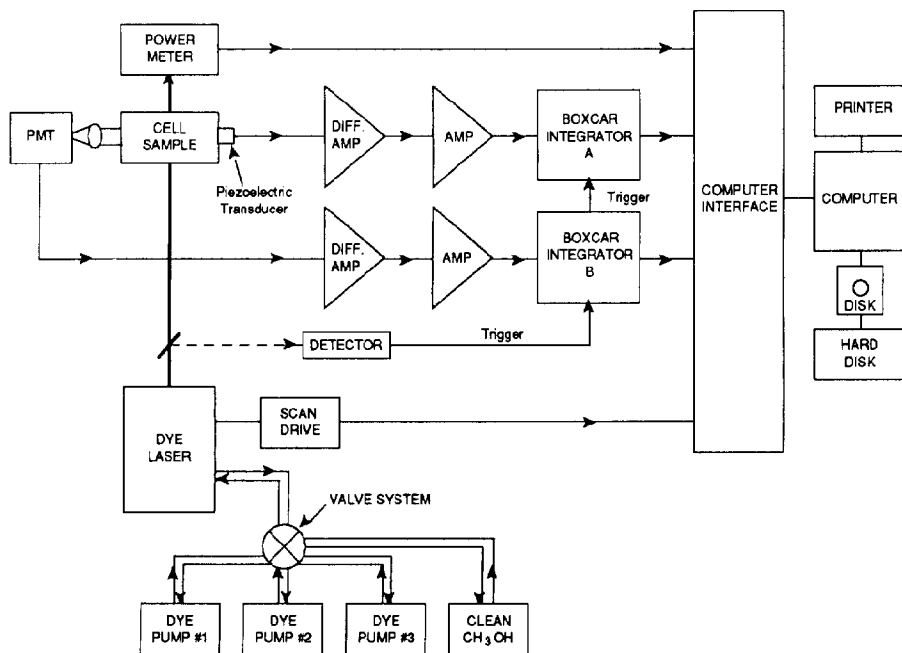 POWER
METER
PMT
CELL
SAMPLE
Piezoelectric
Transducer
DIFF.
AMP
AMP
BOXCAR
INTEGRATOR
A
Trigger
DIFF.
AMP
AMP
BOXCAR
INTEGRATOR
B
DETECTOR
Trigger
COMPUTER
INTERFACE
PRINTER
COMPUTER
DISK
HARD
DISK
DYE
LASER
SCAN
DRIVE
VALVE SYSTEM
DYE
PUMP #1
DYE
PUMP #2
DYE
PUMP #3
CLEAN
CH₃OH